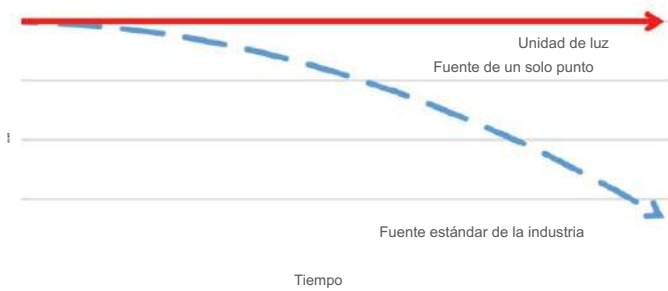 Unidad de luz
Fuente de un solo punto
Fuente estándar de la industria
Tiempo